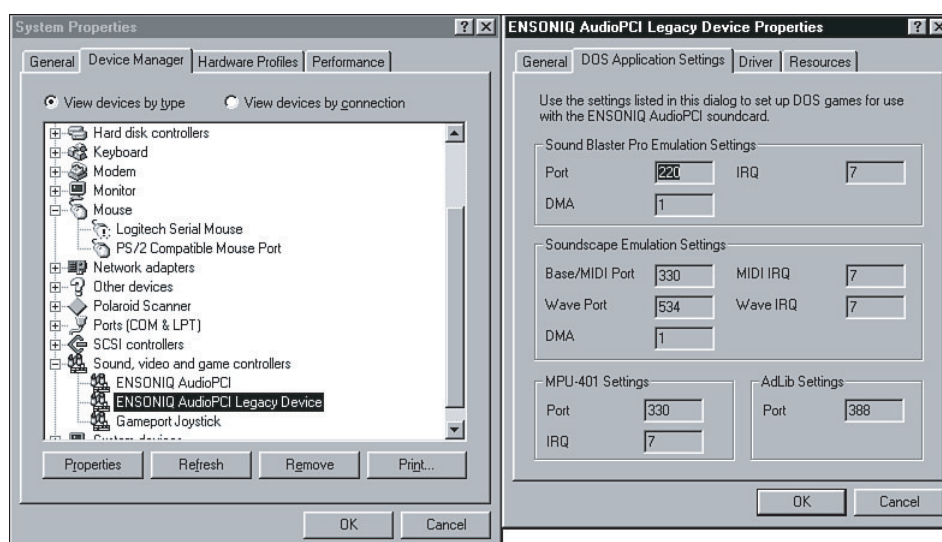 System Properties
General Device Manager Hardware Profiles Performance
View devices by type View devices by connection
Hard disk controllers
Keyboard
Modem
Monitor
Mouse
Logitech Serial Mouse
PS/2 Compatible Mouse Port
Network adapters
Other devices
Polaroid Scanner
Ports (COM & LPT)
SCSI controllers
Sound, video and game controllers
ENSONIQ AudioPCI
ENSONIQ AudioPCI Legacy Device
Gameport Joystick
System devices
Properties Refresh Remove Print...
OK Cancel
ENSONIQ AudioPCI Legacy Device Properties
General DOS Application Settings Driver Resources
Use the settings listed in this dialog to set up DOS games for use
with the ENSONIQ AudioPCI soundcard.
Sound Blaster Pro Emulation Settings
Port 220 IRQ 7
DMA 1
Soundscape Emulation Settings
Base/MIDI Port 330 MIDI IRQ 7
Wave Port 534 Wave IRQ 7
DMA 1
MPU-401 Settings
Port 330
IRQ 7
AdLib Settings
Port 388
OK Cancel